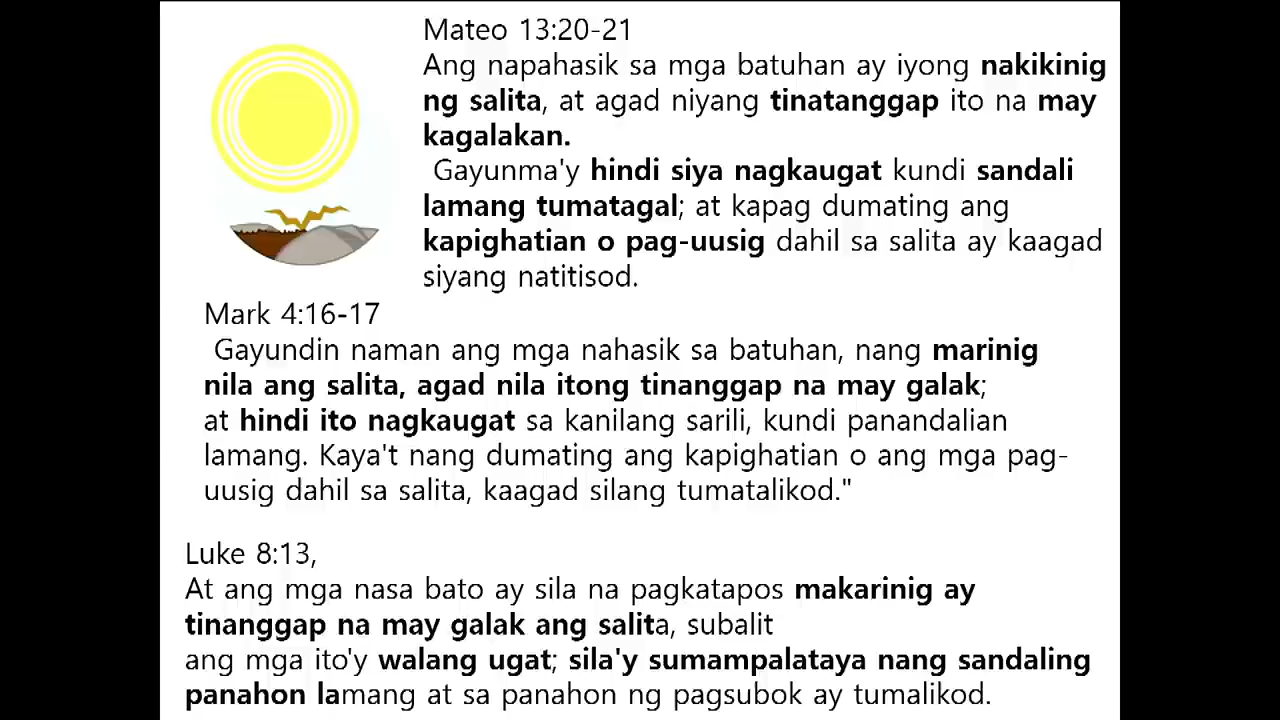 Mateo 13:20-21
Ang napahasik sa mga batuhan ay iyong nakikinig
ng salita, at agad niyang tinatanggap ito na may
kagalakan.
Gayunma'y hindi siya nagkaugat kundi sandali
lamang tumatagal; at kapag dumating ang
kapighatian o pag-uusig dahil sa salita ay kaagad
siyang natitisod.
Mark 4:16-17
Gayundin naman ang mga nahasik sa batuhan, nang marinig
nila ang salita, agad nila itong tinanggap na may galak;
at hindi ito nagkaugat sa kanilang sarili, kundi panandalian
lamang. Kaya't nang dumating ang kapighatian o ang mga pag-
uusig dahil sa salita, kaagad silang tumatalikod."
Luke 8:13,
At ang mga nasa bato ay sila na pagkatapos makarinig ay
tinanggap na may galak ang salita, subalit
ang mga ito'y walang ugat; sila'y sumampalataya nang sandaling
panahon lamang at sa panahon ng pagsubok ay tumalikod.